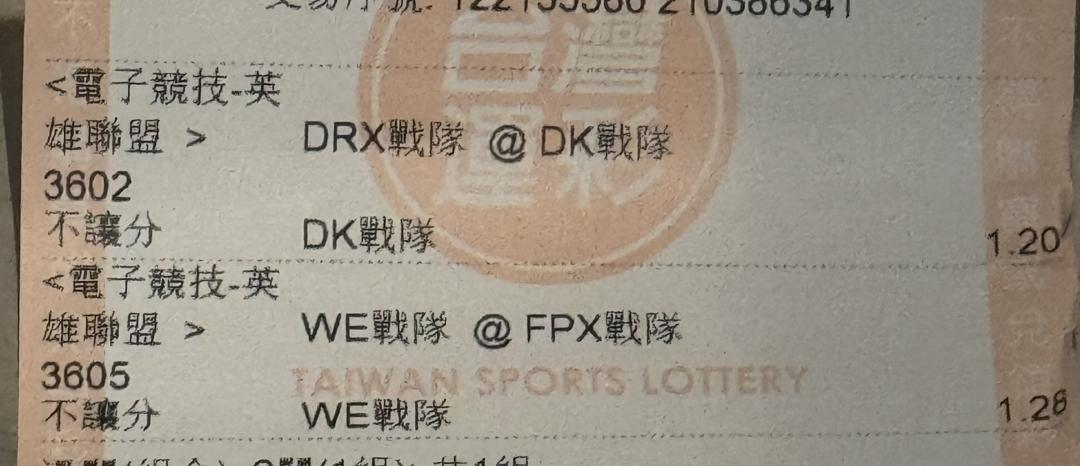 <電子競技-英
雄聯盟 > DRX戰隊 @ DK戰隊
3602
不讓分 DK戰隊 1.20
<電子競技-英
雄聯盟 > WE戰隊 @ FPX戰隊
3605
TAIWAN SPORTS LOTTERY
不讓分 WE戰隊 1.28